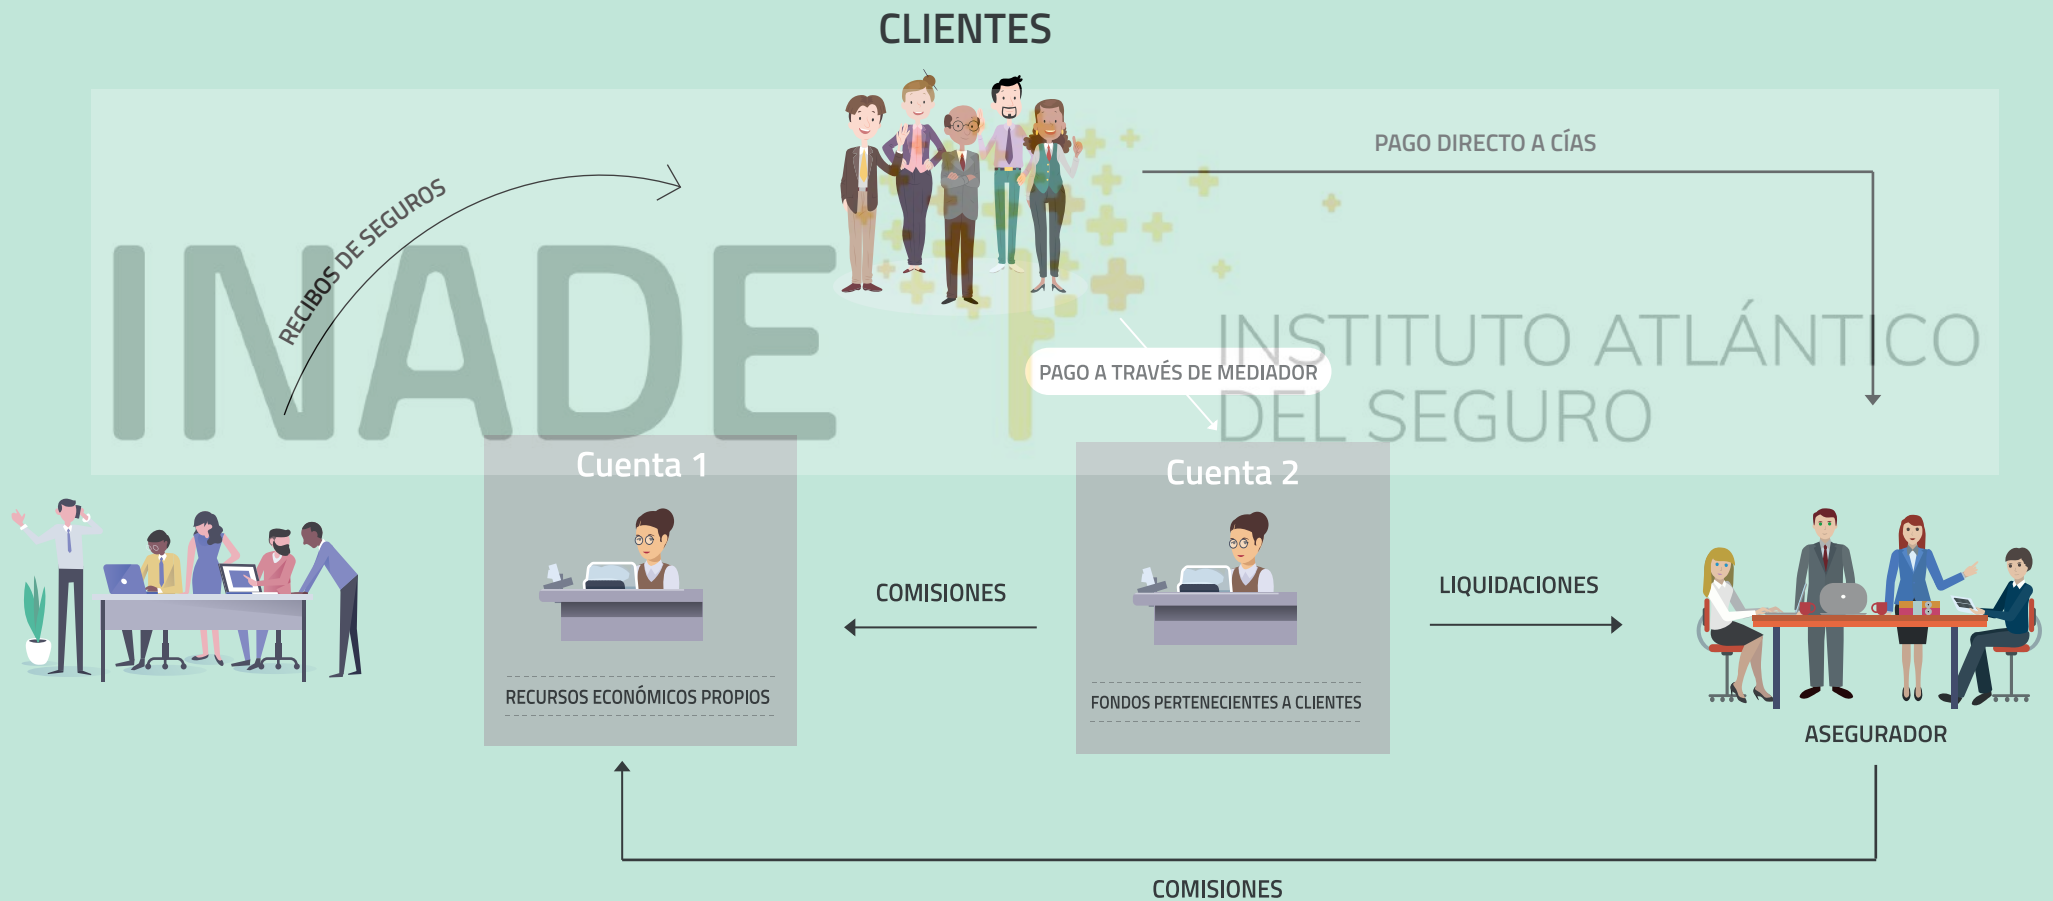 CLIENTES
PAGO DIRECTO A CÍAS
RECIBOS DE SEGUROS
INADE
INSTITUTO ATLÁNTICO
DEL SEGURO
PAGO A TRAVÉS DE MEDIADOR
Cuenta 1
Cuenta 2
COMISIONES
LIQUIDACIONES
RECURSOS ECONÓMICOS PROPIOS
FONDOS PERTENECIENTES A CLIENTES
ASEGURADOR
COMISIONES